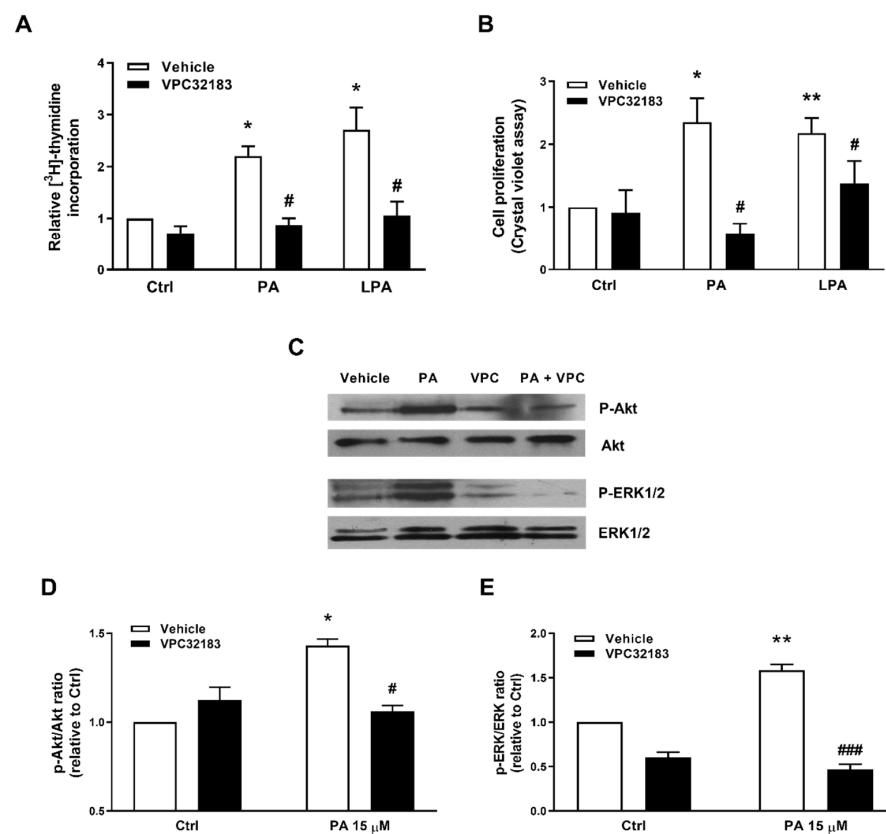 A
Vehicle
VPC32183
Relative [³H]-thymidine
incorporation
4
3
2
1
0
*
*
#
#
Ctrl
PA
LPA
B
Vehicle
VPC32183
Cell proliferation
(Crystal violet assay)
3
2
1
0
*
**
#
#
Ctrl
PA
LPA
C
Vehicle PA VPC PA + VPC
P-Akt
Akt
P-ERK1/2
ERK1/2
D
Vehicle
VPC32183
p-Akt/Akt ratio
(relative to Ctrl)
1.5
1.0
0.5
*
#
Ctrl
PA 15 µM
E
Vehicle
VPC32183
p-ERK/ERK ratio
(relative to Ctrl)
2.0
1.5
1.0
0.5
0.0
**
###
Ctrl
PA 15 µM